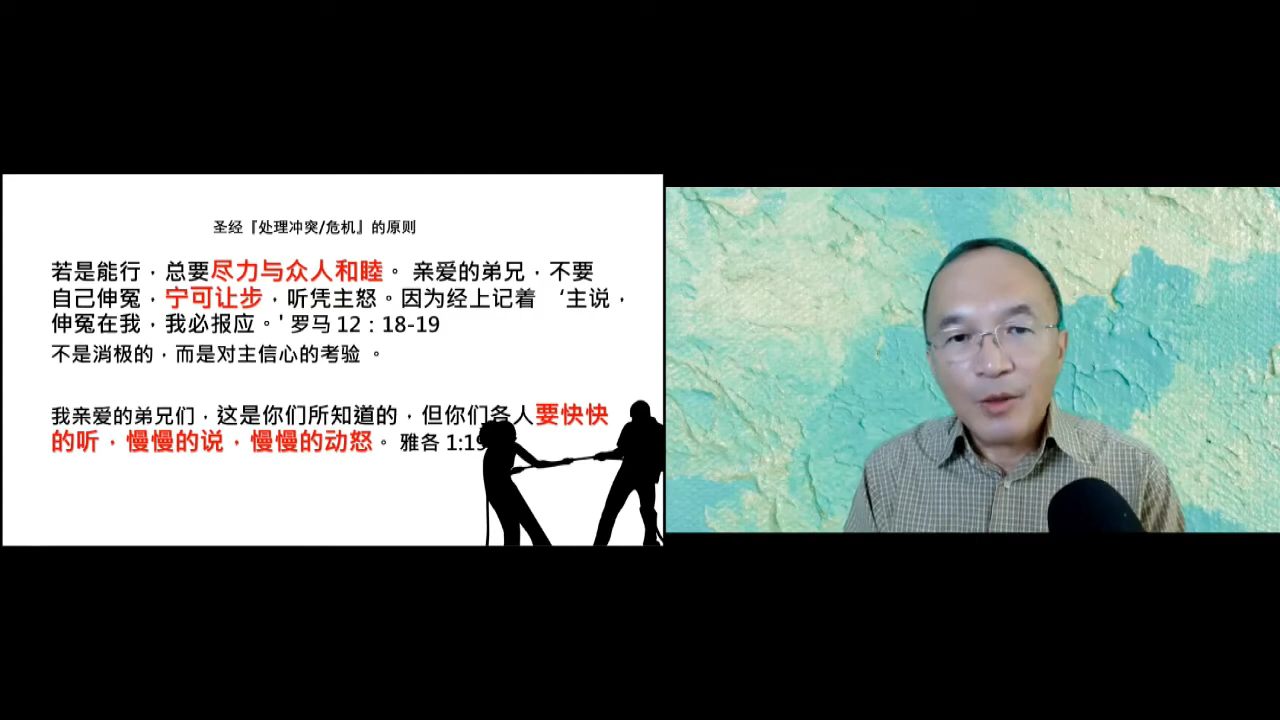 圣经『处理冲突/危机』的原则
若是能行，总要尽力与众人和睦。亲爱的弟兄，不要
自己伸冤，宁可让步，听凭主怒。因为经上记着 ‘主说，
伸冤在我，我必报应。' 罗马 12：18-19
不是消极的，而是对主信心的考验 。
我亲爱的弟兄们，这是你们所知道的，但你们各人要快快
的听，慢慢的说，慢慢的动怒。 雅各 1:19